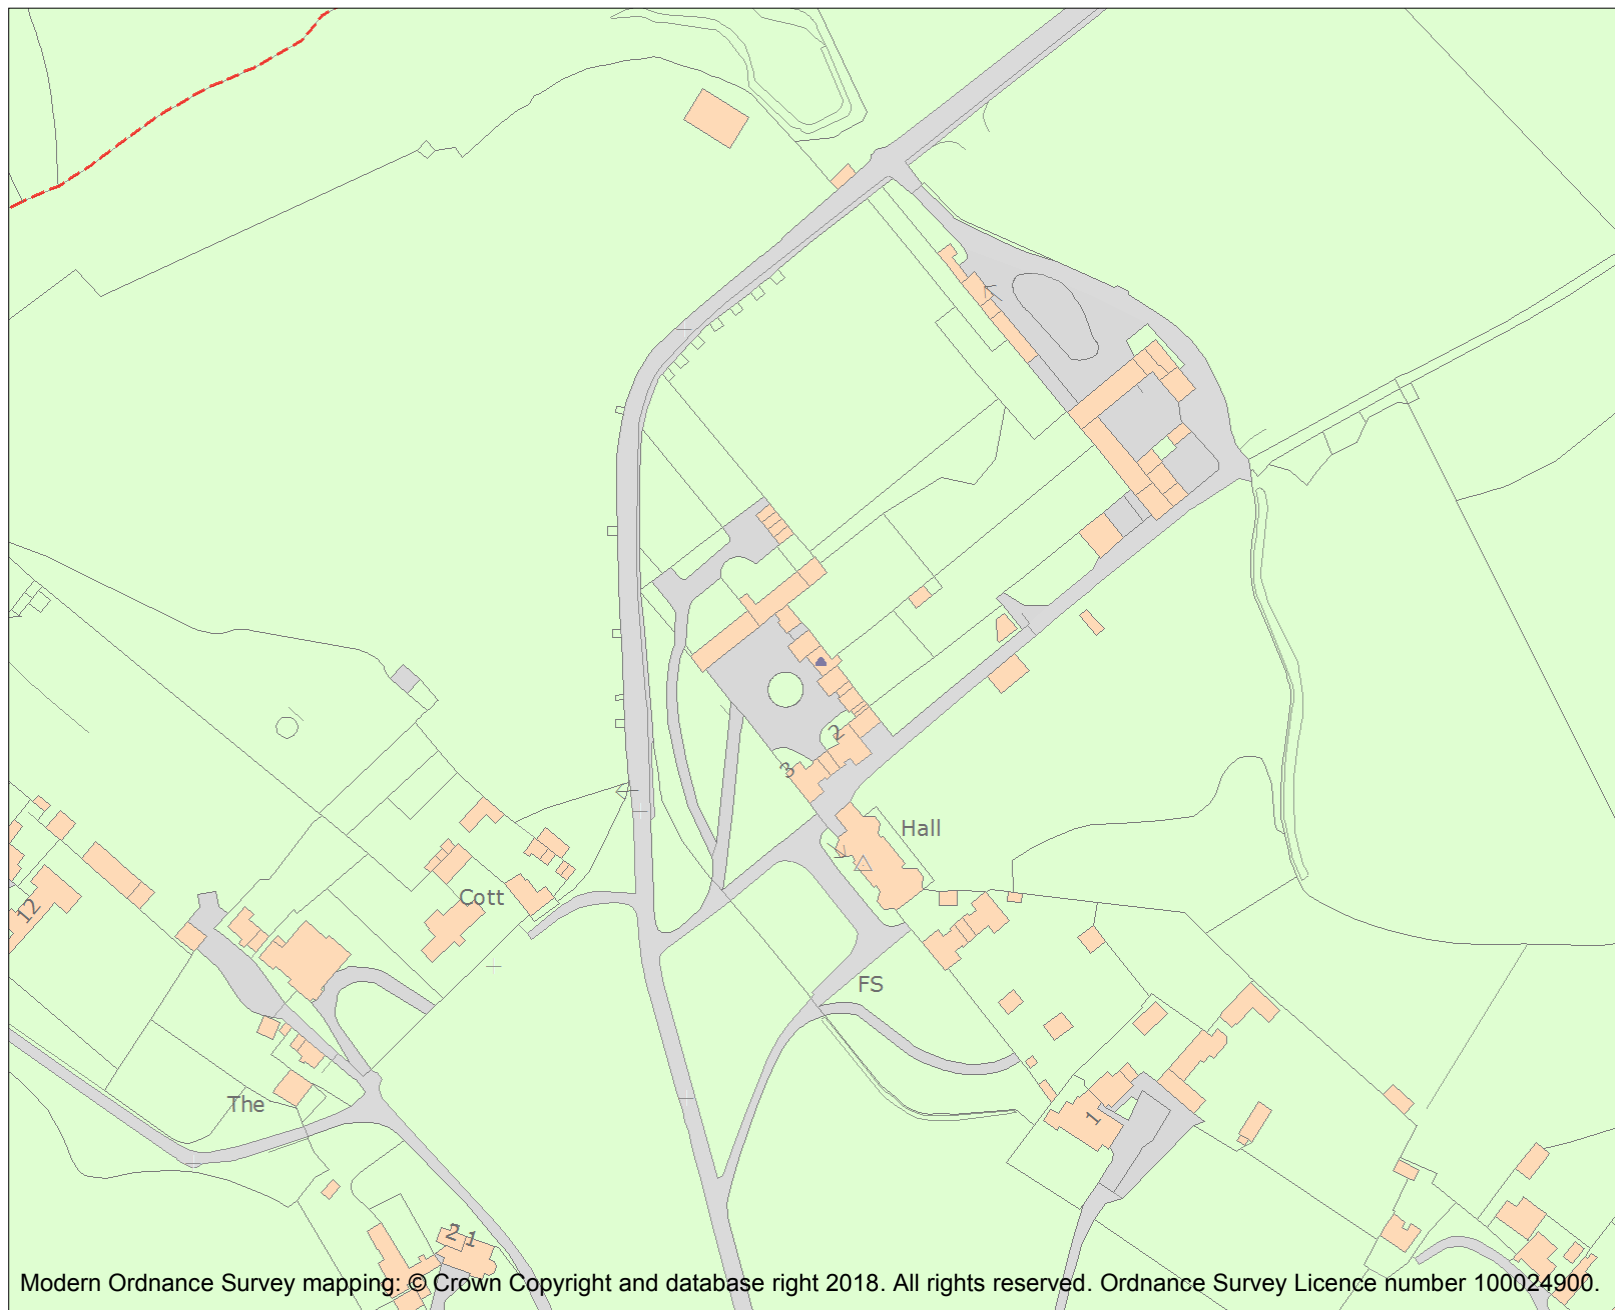 2
3
Hall
Cott
12
FS
The
1
2 1
Modern Ordnance Survey mapping: © Crown Copyright and database right 2018. All rights reserved. Ordnance Survey Licence number 100024900.